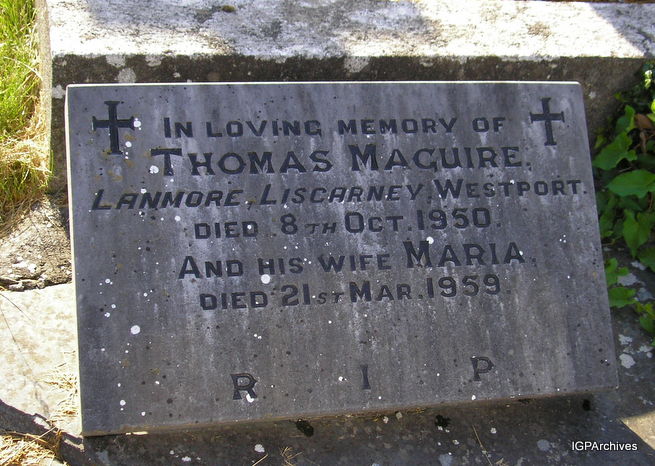 IN LOVING MEMORY OF
THOMAS MAGUIRE.
LANMORE, LISCARNEY, WESTPORT.
DIED 8TH OCT. 1950.
AND HIS WIFE MARIA.
DIED 21ST MAR. 1959.
R I P
IGPArchives